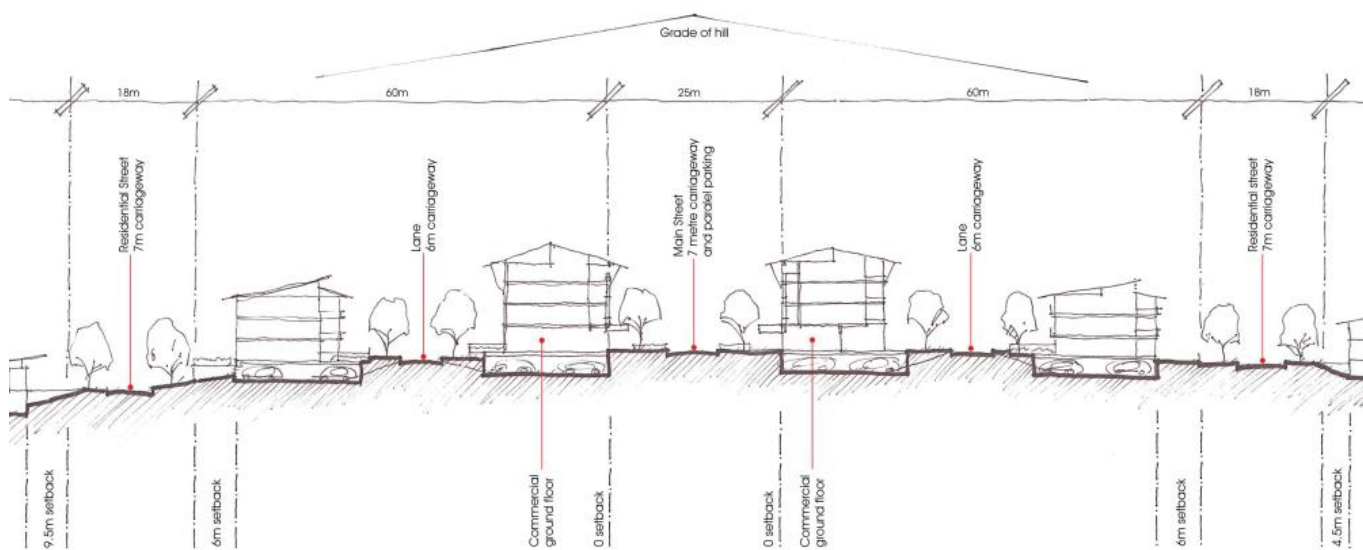 Grade of hill
18m
60m
25m
60m
18m
Residential Street
7m carriageway
Lane
6m carriageway
Main Street
7 metre carriageway
and paralel parking
Lane
6m carriageway
Residential street
7m carriageway
9.5m setback
6m setback
Commercial
ground floor
0 setback
0 setback
Commercial
ground floor
6m setback
4.5m setback